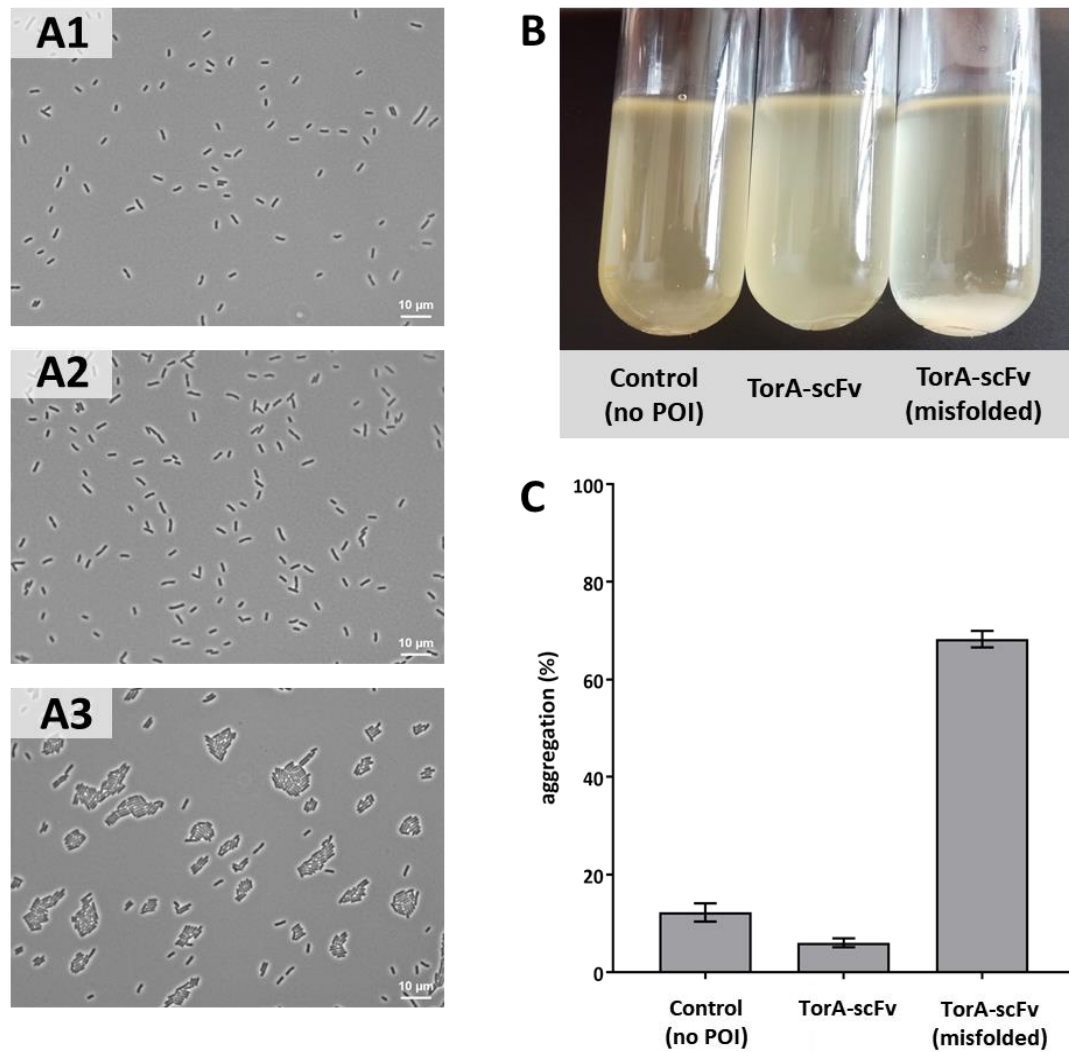 A1
10 µm
A2
10 µm
A3
10 µm
B
Control
(no POI)
TorA-scFv
TorA-scFv
(misfolded)
C
aggregation (%)
100
80
60
40
20
0
Control
(no POI)
TorA-scFv
TorA-scFv
(misfolded)